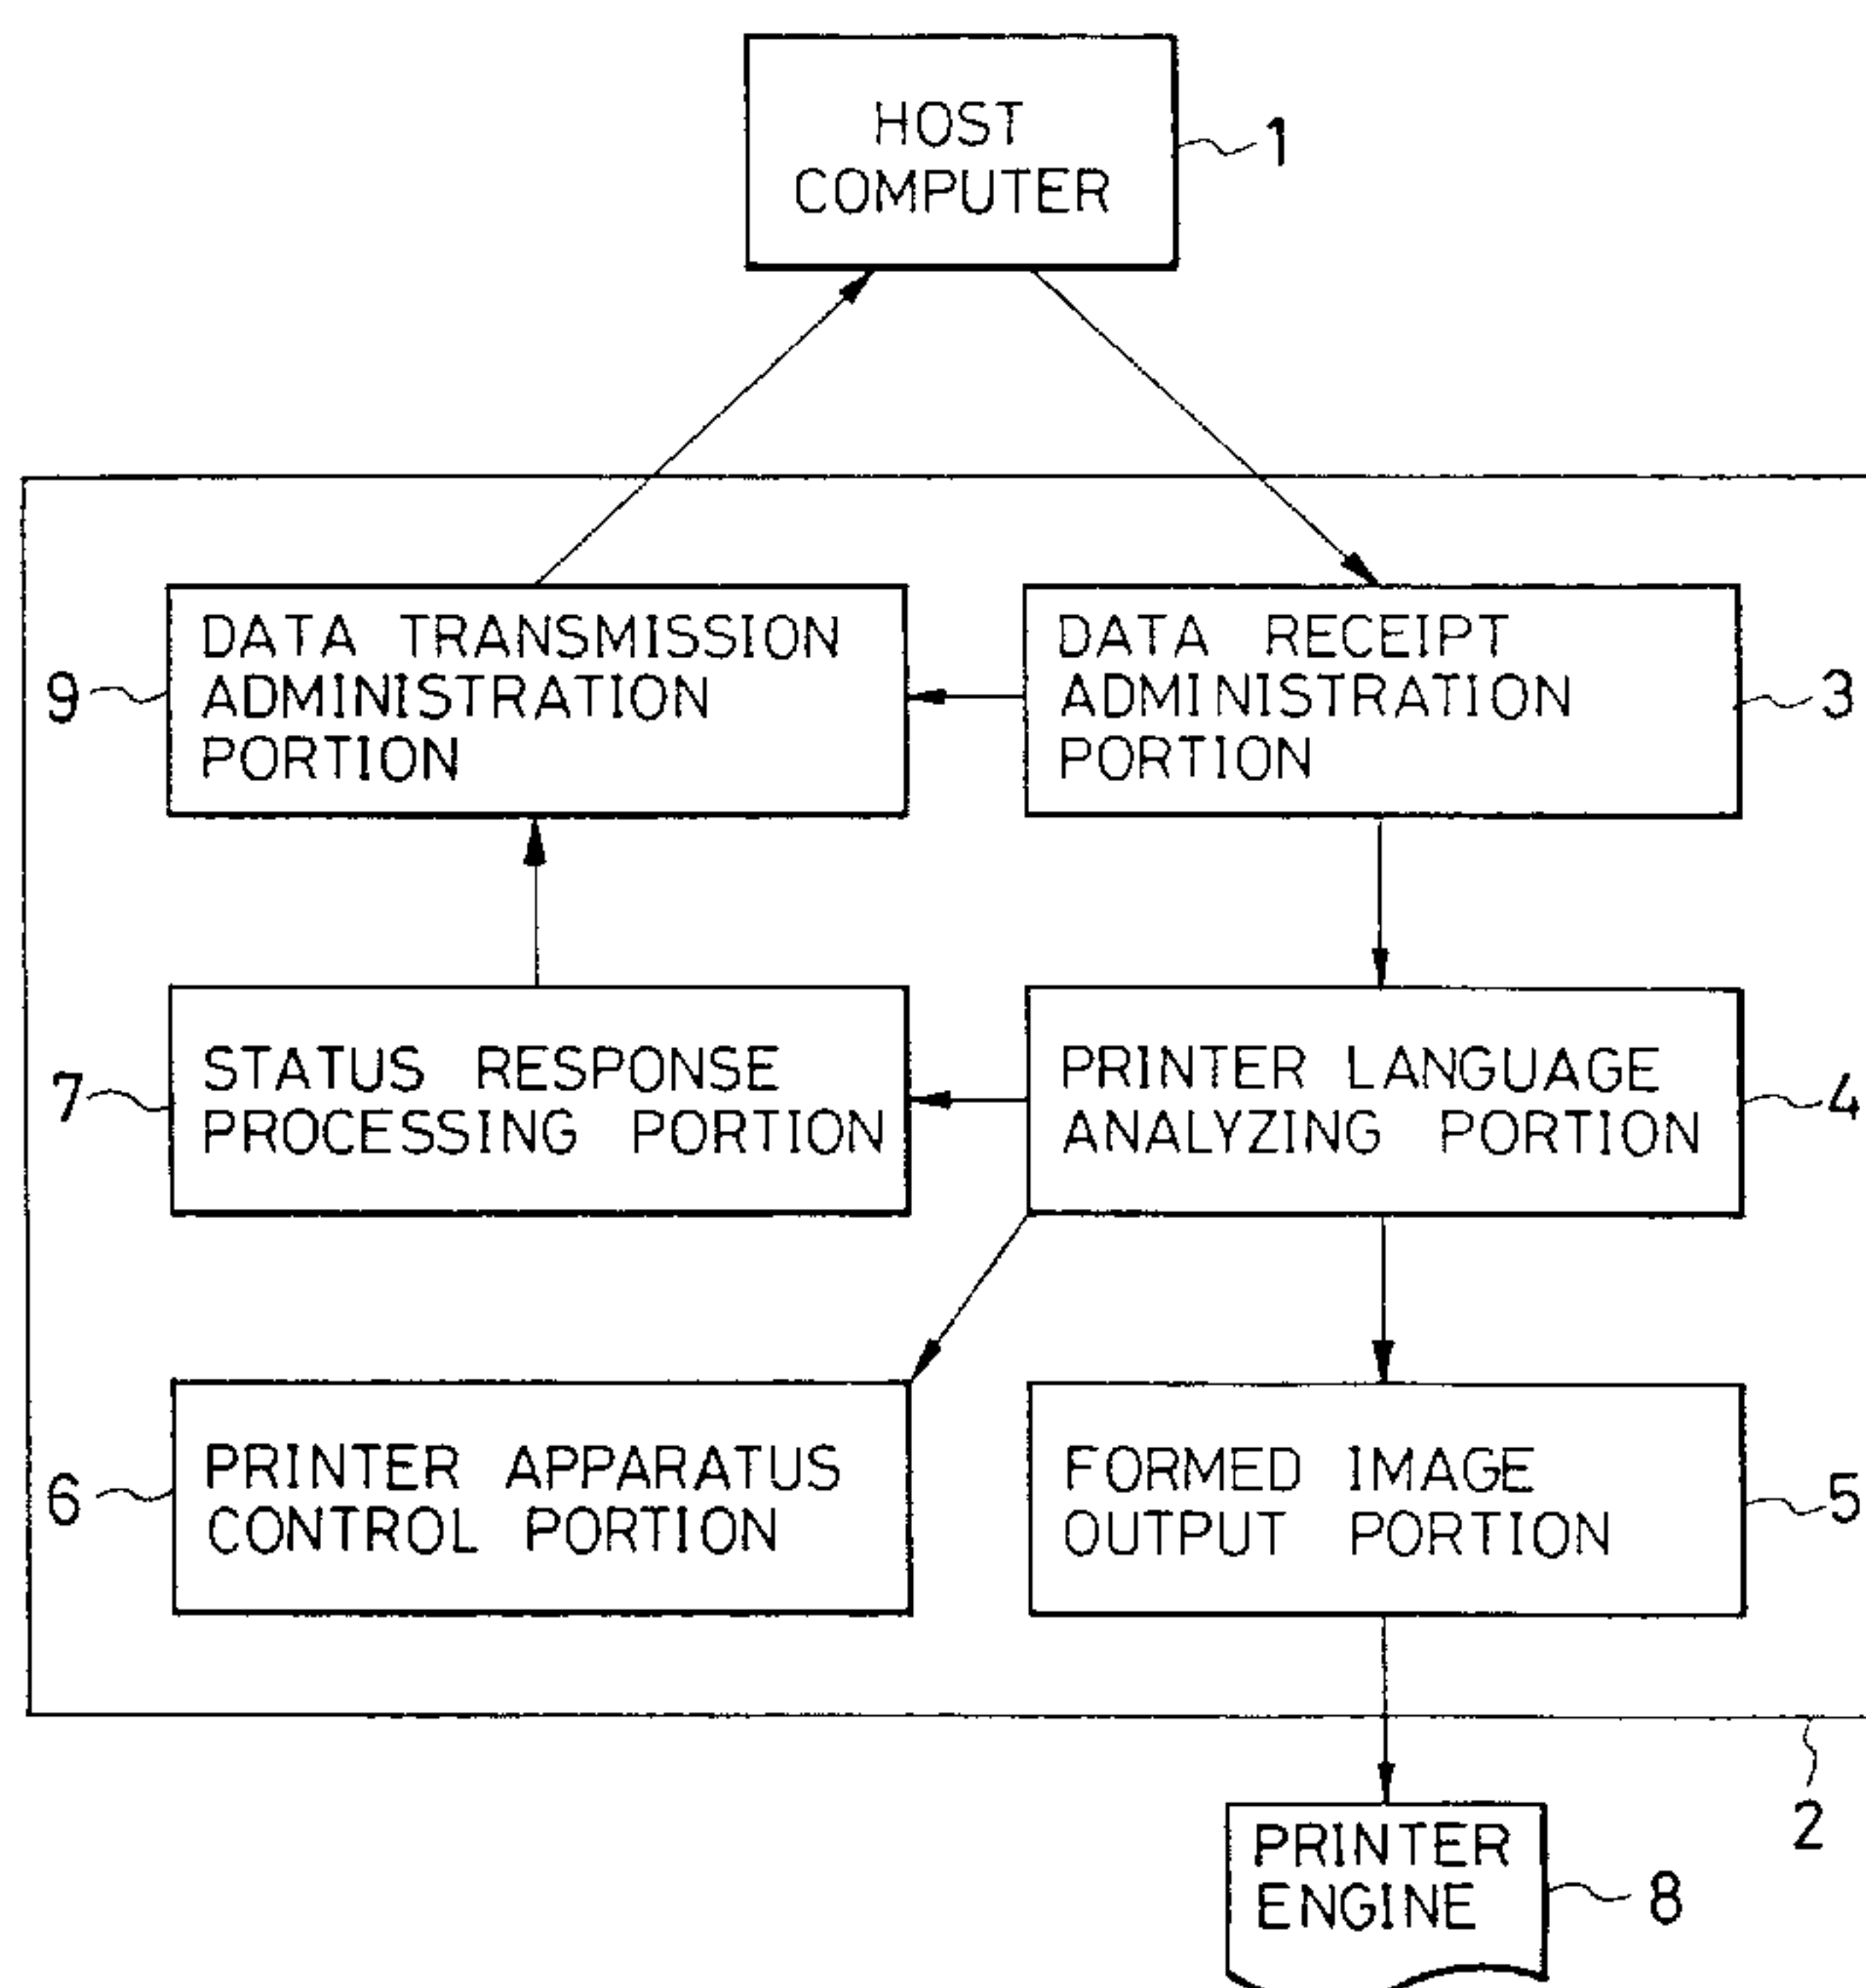 HOST
COMPUTER
1
DATA TRANSMISSION
ADMINISTRATION
PORTION
9
DATA RECEIPT
ADMINISTRATION
PORTION
3
STATUS RESPONSE
PROCESSING PORTION
7
PRINTER LANGUAGE
ANALYZING PORTION
4
PRINTER APPARATUS
CONTROL PORTION
6
FORMED IMAGE
OUTPUT PORTION
5
2
PRINTER
ENGINE
8